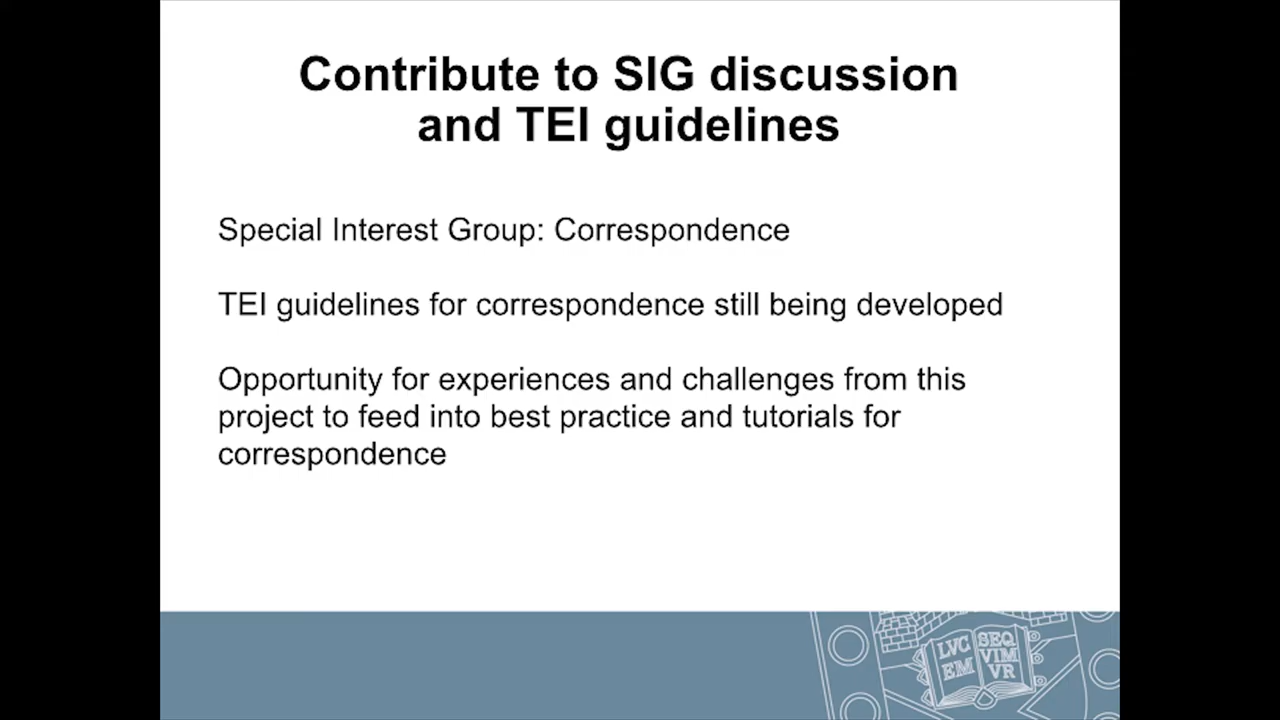 Contribute to SIG discussion
and TEI guidelines
Special Interest Group: Correspondence
TEI guidelines for correspondence still being developed
Opportunity for experiences and challenges from this
project to feed into best practice and tutorials for
correspondence
LVC
EM
SEQ
VIM
VR